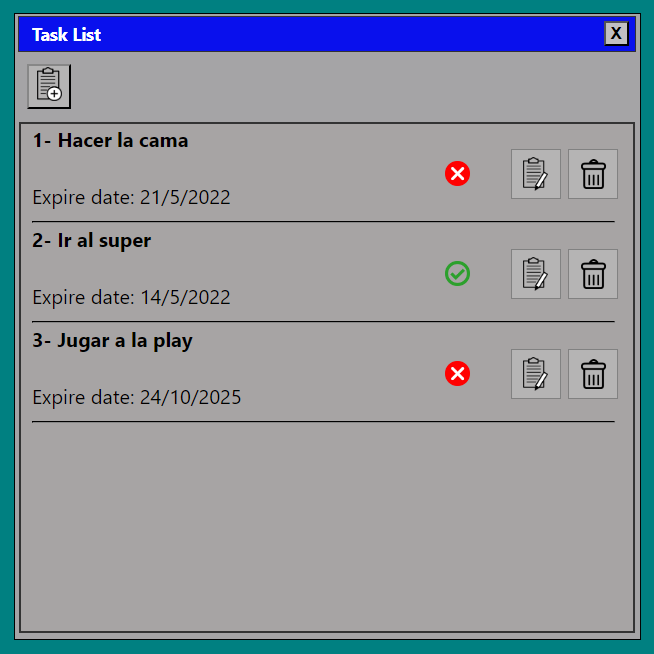 Task List
X
1- Hacer la cama
Expire date: 21/5/2022
2- Ir al super
Expire date: 14/5/2022
3- Jugar a la play
Expire date: 24/10/2025